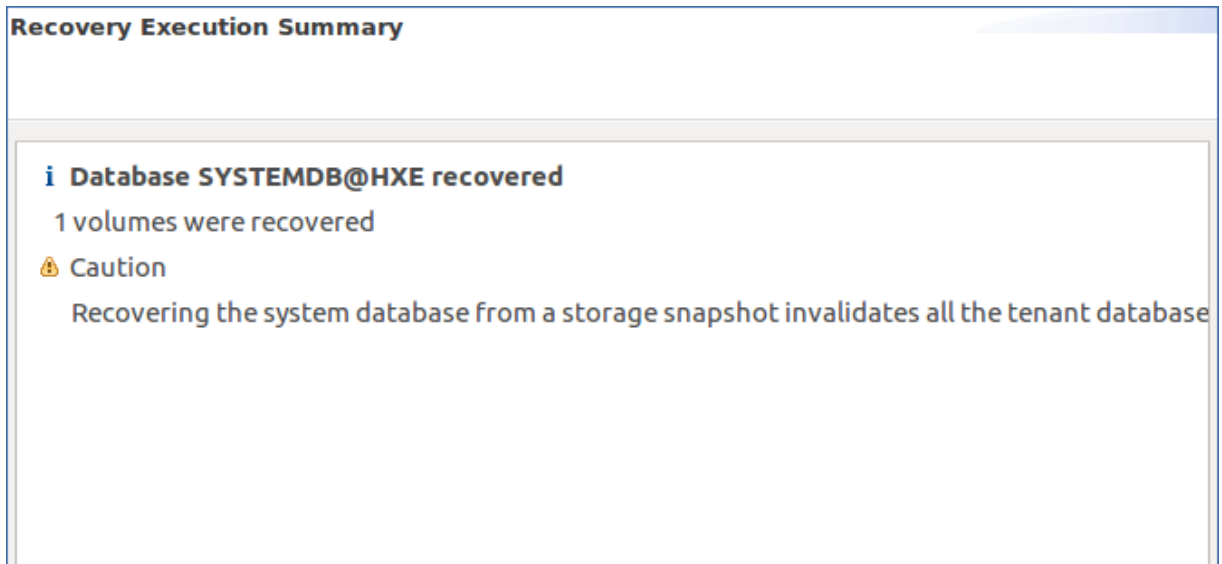 Recovery Execution Summary
i Database SYSTEMDB@HXE recovered
1 volumes were recovered
Caution
Recovering the system database from a storage snapshot invalidates all the tenant database